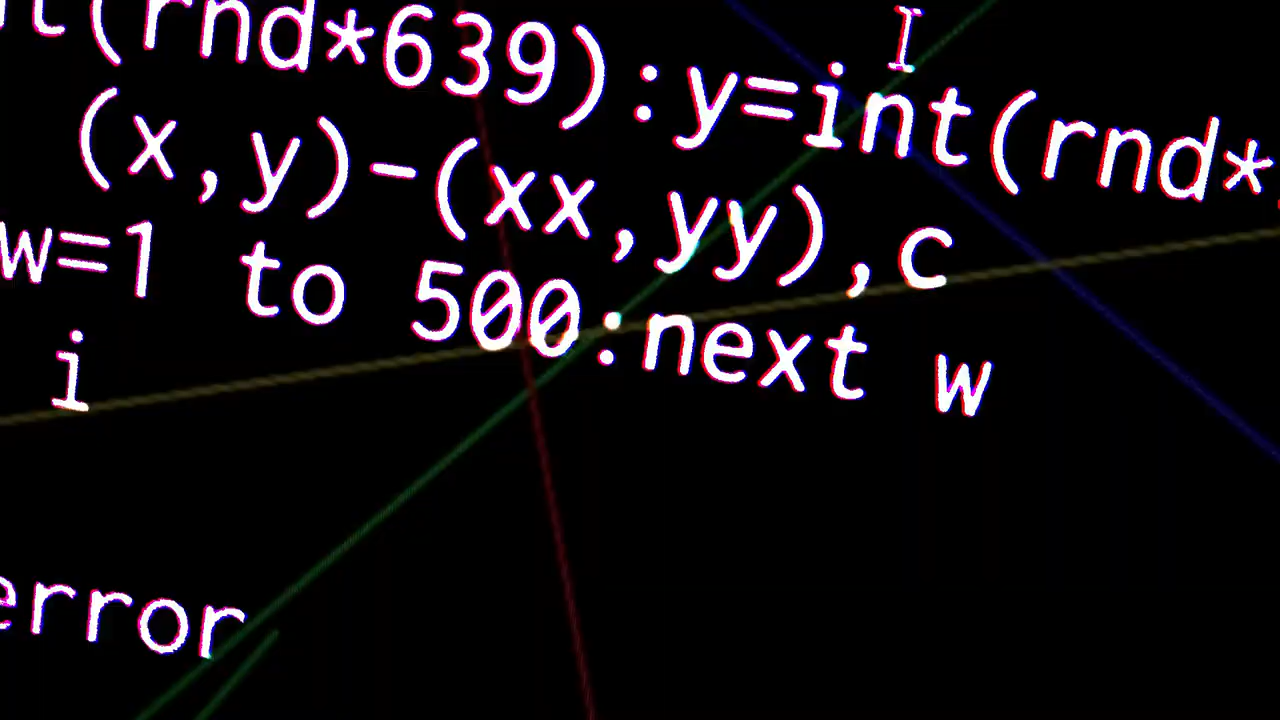 t(rnd*639):y=int(rnd*
(x,y)-(xx,yy),c
w=1 to 500:next w
i
error